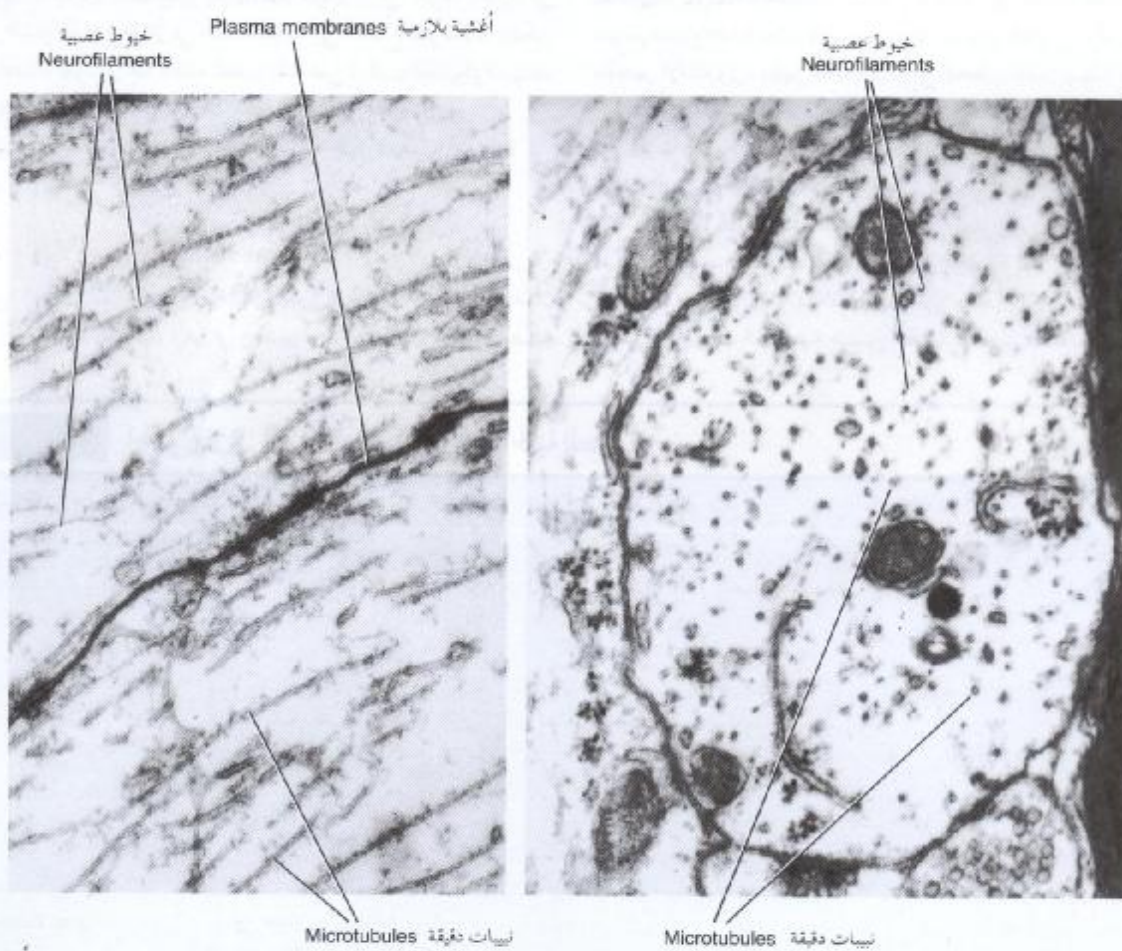 خيوط عصبية
Neurofilaments
Plasma membranes أغشية بلازمية
خيوط عصبية
Neurofilaments
Microtubules نبيبات دقيقة
Microtubules نبيبات دقيقة